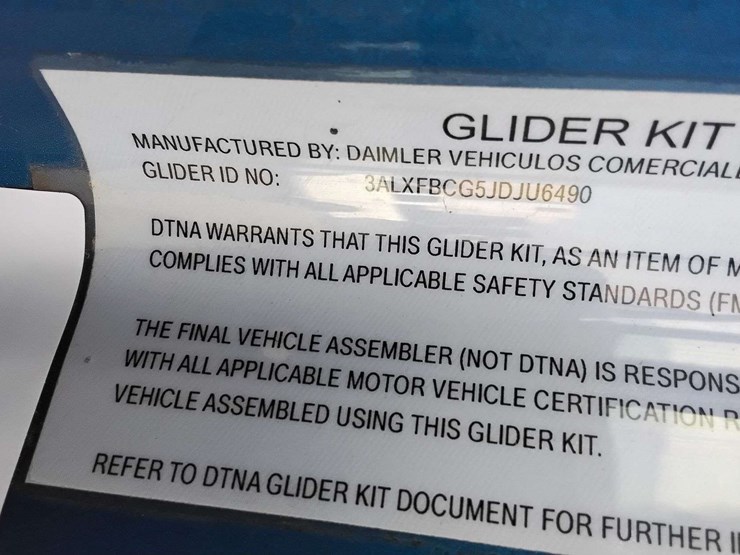 GLIDER KIT
MANUFACTURED BY: DAIMLER VEHICULOS COMERCIALE
GLIDER ID NO: 3ALXFBCG5JDJU6490
DTNA WARRANTS THAT THIS GLIDER KIT, AS AN ITEM OF M
COMPLIES WITH ALL APPLICABLE SAFETY STANDARDS (FM
THE FINAL VEHICLE ASSEMBLER (NOT DTNA) IS RESPONS
WITH ALL APPLICABLE MOTOR VEHICLE CERTIFICATION R
VEHICLE ASSEMBLED USING THIS GLIDER KIT.
REFER TO DTNA GLIDER KIT DOCUMENT FOR FURTHER I